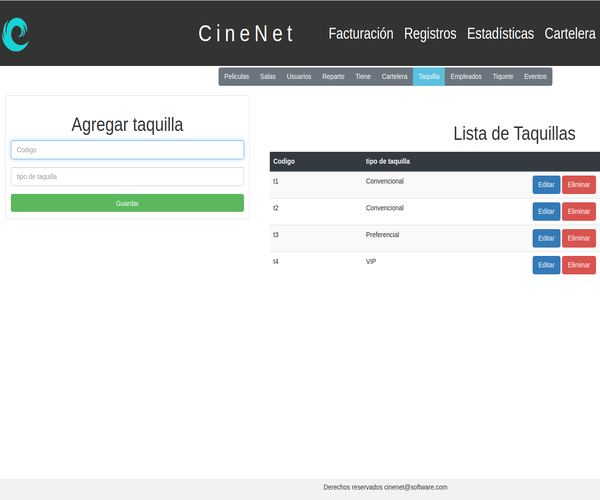 CineNet
Facturación Registros Estadísticas Cartelera
Peliculas Salas Usuarios Reparto Tiene Cartelera Taquilla Empleados Tiquete Eventos
Agregar taquilla
Codigo
tipo de taquilla
Guardar
Lista de Taquillas
Codigo tipo de taquilla
t1 Convencional Editar Eliminar
t2 Convencional Editar Eliminar
t3 Preferencial Editar Eliminar
t4 VIP Editar Eliminar
Derechos reservados cinenet@software.com